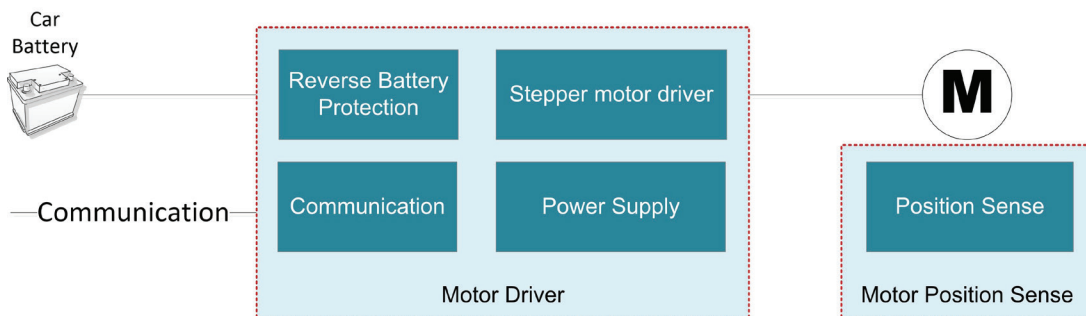 Car
Battery
Reverse Battery
Protection
Stepper motor driver
M
Communication
Communication
Power Supply
Position Sense
Motor Driver
Motor Position Sense